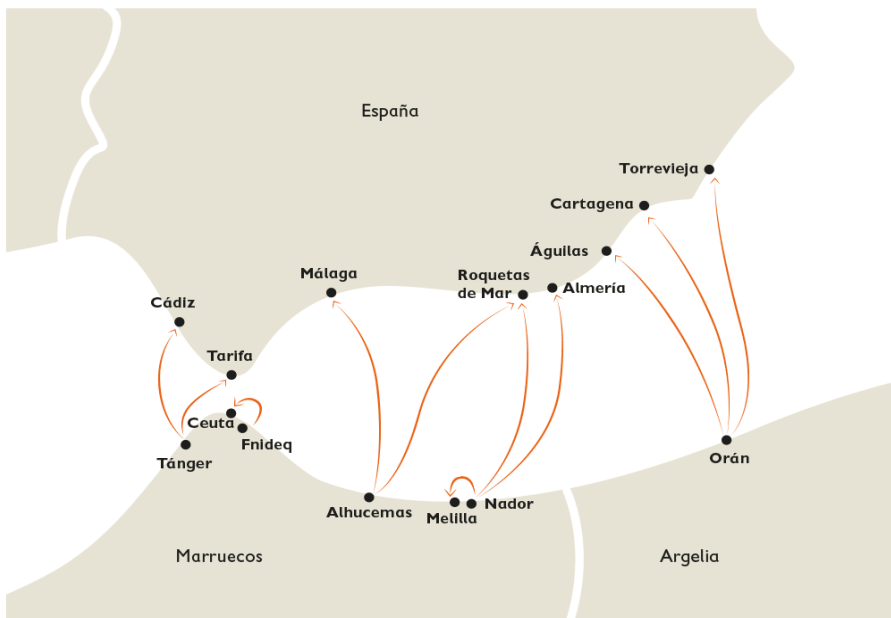 España
Torrevieja
Cartagena
Águilas
Málaga
Roquetas
de Mar
Almería
Cádiz
Tarifa
Ceuta
Fnideq
Tánger
Orán
Alhucemas
Melilla
Nador
Marruecos
Argelia